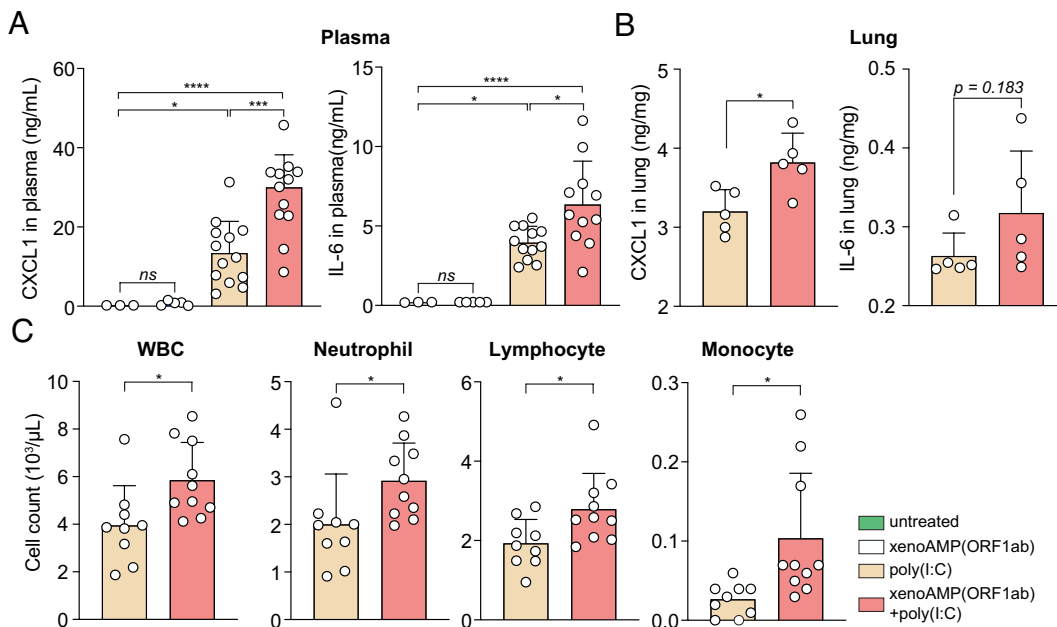 A
Plasma
CXCL1 in plasma(ng/mL)
60
40
20
0
****
*
***
ns
IL-6 in plasma(ng/mL)
15
10
5
0
****
*
*
ns
B
Lung
CXCL1 in lung (ng/mg)
5
4
3
2
*
IL-6 in lung (ng/mg)
0.5
0.4
0.3
0.2
p = 0.183
C
WBC
Cell count (10³/µL)
10
8
6
4
2
0
*
Neutrophil
5
4
3
2
1
0
*
Lymphocyte
6
4
2
0
*
Monocyte
0.3
0.2
0.1
0.0
*
untreated
xenoAMP(ORF1ab)
poly(I:C)
xenoAMP(ORF1ab)
+poly(I:C)